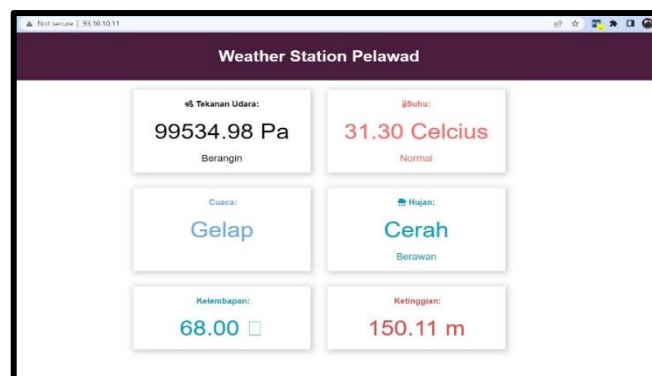 Not secure | 93.10.10.11
Weather Station Pelawad
Tekanan Udara:
99534.98 Pa
Berangin
Suhu:
31.30 Celcius
Normal
Cuaca:
Gelap
Hujan:
Cerah
Berawan
Kelembapan:
68.00 □
Ketinggian:
150.11 m